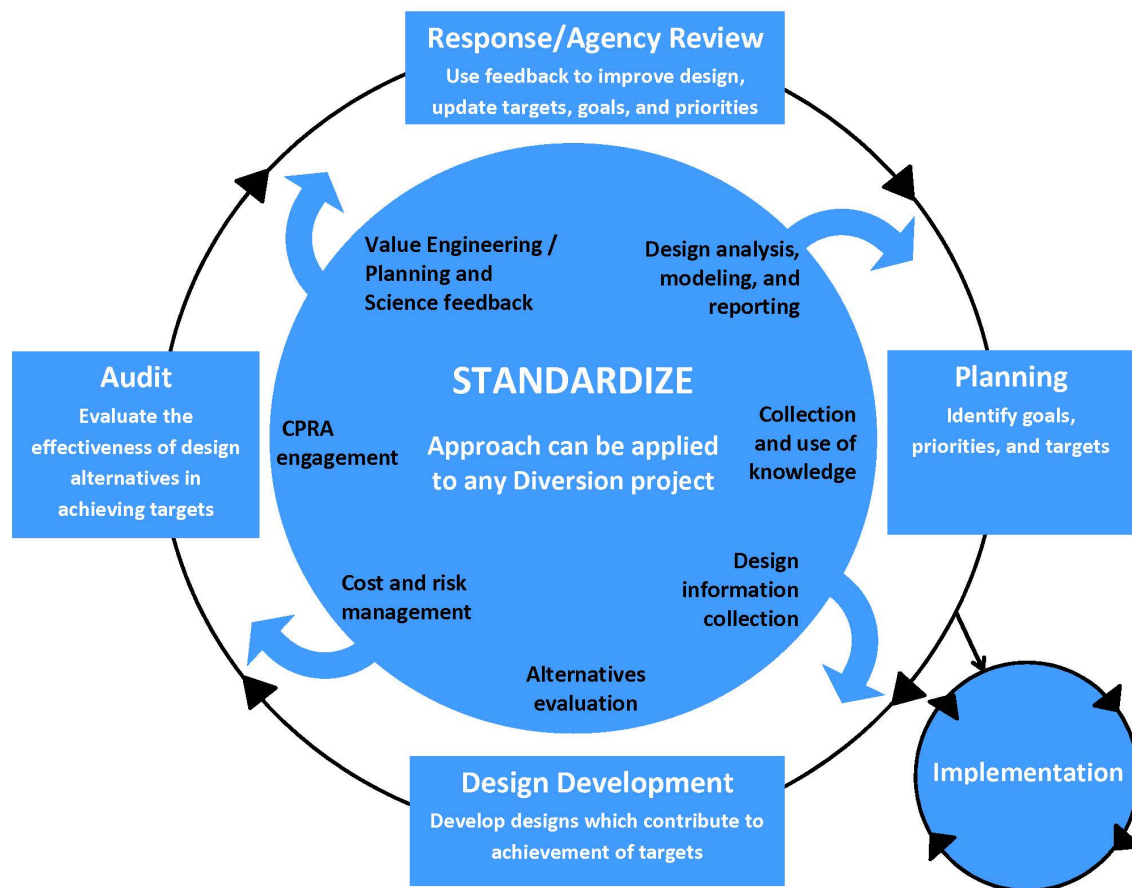 Response/Agency Review
Use feedback to improve design,
update targets, goals, and priorities
Value Engineering /
Planning and
Science feedback
Design analysis,
modeling, and
reporting
Audit
Evaluate the
effectiveness of design
alternatives in
achieving targets
CPRA
engagement
STANDARDIZE
Approach can be applied
to any Diversion project
Collection
and use of
knowledge
Planning
Identify goals,
priorities, and targets
Cost and risk
management
Design
information
collection
Alternatives
evaluation
Design Development
Develop designs which contribute to
achievement of targets
Implementation